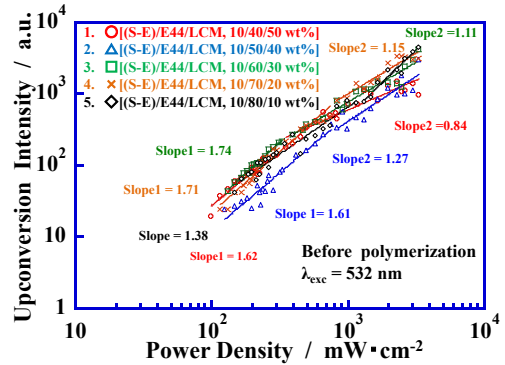 Upconversion Intensity / a.u.
10⁴
10³
10²
10
1
1. [(S-E)/E44/LCM, 10/40/50 wt%]
2. [(S-E)/E44/LCM, 10/50/40 wt%]
3. [(S-E)/E44/LCM, 10/60/30 wt%]
4. [(S-E)/E44/LCM, 10/70/20 wt%]
5. [(S-E)/E44/LCM, 10/80/10 wt%]
Slope2 = 1.11
Slope2 = 1.15
Slope2 = 0.84
Slope2 = 1.27
Slope1 = 1.74
Slope1 = 1.71
Slope 1= 1.61
Slope = 1.38
Slope1 = 1.62
Before polymerization
λexc = 532 nm
10
10²
10³
10⁴
Power Density / mW·cm⁻²